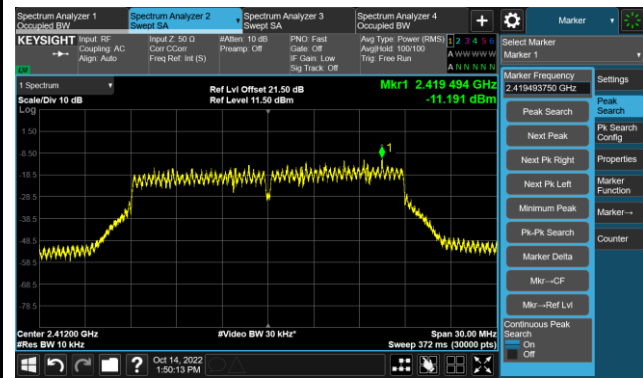 Spectrum Analyzer 1
Occupied BW
Spectrum Analyzer 2
Swept SA
Spectrum Analyzer 3
Swept SA
Spectrum Analyzer 4
Occupied BW
+
Marker
KEYSIGHT
Input: RF
Coupling: AC
Align: Auto
Input Z: 50 Ω
Corr CCorr
Freq Ref: Int (S)
#Atten: 10 dB
Preamp: Off
PNO: Fast
Gate: Off
IF Gain: Low
Sig Track: Off
Avg Type: Power (RMS)
Avg|Hold: 100/100
Trig: Free Run
1 2 3 4 5 6
A W W W W W
A N N N N N
LXI
Select Marker
Marker 1
1 Spectrum
Scale/Div 10 dB
Log
Ref Lvl Offset 21.50 dB
Ref Level 11.50 dBm
Mkr1 2.419 494 GHz
-11.191 dBm
1.50
-8.50
-18.5
-28.5
-38.5
-48.5
-58.5
-68.5
-78.5
1
Center 2.41200 GHz
#Res BW 10 kHz
#Video BW 30 kHz*
Span 30.00 MHz
Sweep 372 ms (30000 pts)
Marker Frequency
2.419493750 GHz
Peak Search
Next Peak
Next Pk Right
Next Pk Left
Minimum Peak
Pk-Pk Search
Marker Delta
Mkr→CF
Mkr→Ref Lvl
Continuous Peak
Search
On
Off
Settings
Peak
Search
Pk Search
Config
Properties
Marker
Function
Marker→
Counter
?
Oct 14, 2022
1:50:13 PM